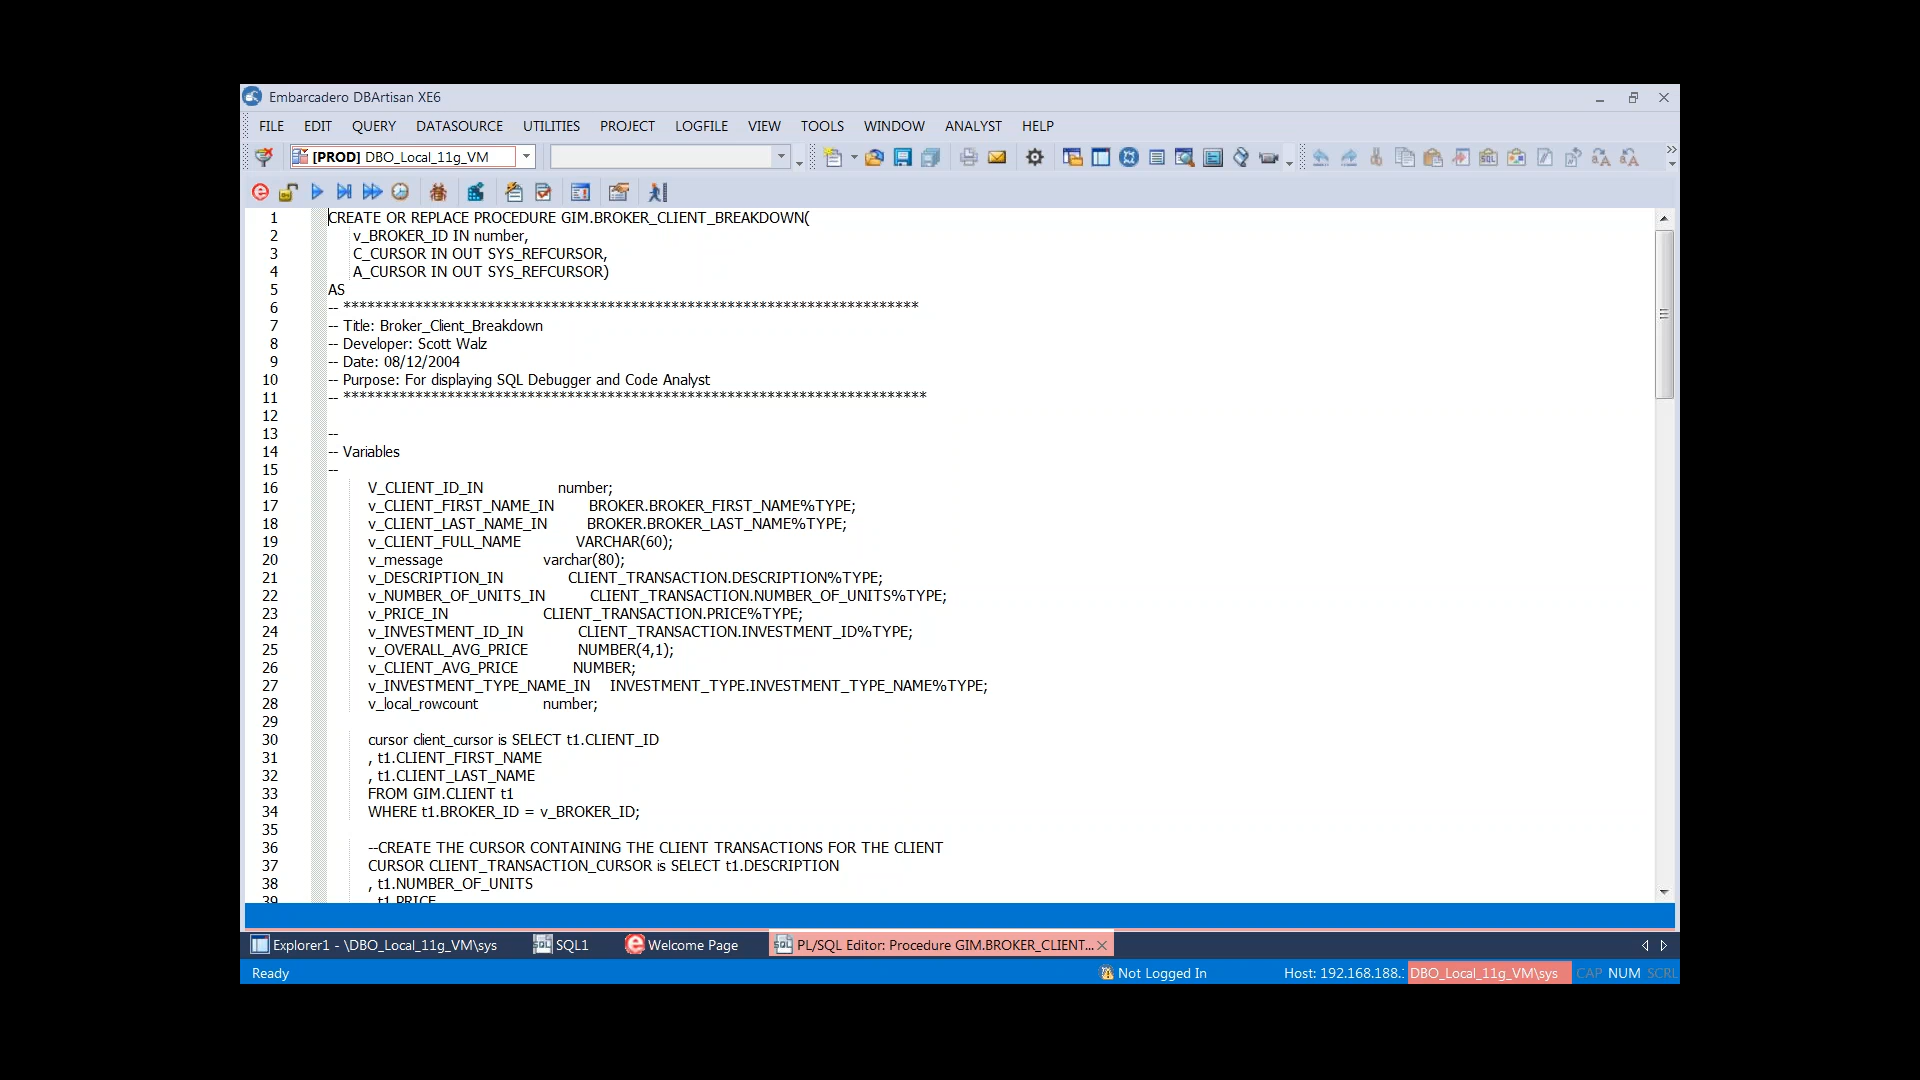 Embarcadero DBArtisan XE6
FILE EDIT QUERY DATASOURCE UTILITIES PROJECT LOGFILE VIEW TOOLS WINDOW ANALYST HELP
[PROD] DBO_Local_11g_VM
1 CREATE OR REPLACE PROCEDURE GIM.BROKER_CLIENT_BREAKDOWN(
2 v_BROKER_ID IN number,
3 C_CURSOR IN OUT SYS_REFCURSOR,
4 A_CURSOR IN OUT SYS_REFCURSOR)
5 AS
6 -- ***********************************************************************
7 -- Title: Broker_Client_Breakdown
8 -- Developer: Scott Walz
9 -- Date: 08/12/2004
10 -- Purpose: For displaying SQL Debugger and Code Analyst
11 -- ************************************************************************
12
13 --
14 -- Variables
15 --
16 V_CLIENT_ID_IN number;
17 v_CLIENT_FIRST_NAME_IN BROKER.BROKER_FIRST_NAME%TYPE;
18 v_CLIENT_LAST_NAME_IN BROKER.BROKER_LAST_NAME%TYPE;
19 v_CLIENT_FULL_NAME VARCHAR(60);
20 v_message varchar(80);
21 v_DESCRIPTION_IN CLIENT_TRANSACTION.DESCRIPTION%TYPE;
22 v_NUMBER_OF_UNITS_IN CLIENT_TRANSACTION.NUMBER_OF_UNITS%TYPE;
23 v_PRICE_IN CLIENT_TRANSACTION.PRICE%TYPE;
24 v_INVESTMENT_ID_IN CLIENT_TRANSACTION.INVESTMENT_ID%TYPE;
25 v_OVERALL_AVG_PRICE NUMBER(4,1);
26 v_CLIENT_AVG_PRICE NUMBER;
27 v_INVESTMENT_TYPE_NAME_IN INVESTMENT_TYPE.INVESTMENT_TYPE_NAME%TYPE;
28 v_local_rowcount number;
29
30 cursor client_cursor is SELECT t1.CLIENT_ID
31 , t1.CLIENT_FIRST_NAME
32 , t1.CLIENT_LAST_NAME
33 FROM GIM.CLIENT t1
34 WHERE t1.BROKER_ID = v_BROKER_ID;
35
36 --CREATE THE CURSOR CONTAINING THE CLIENT TRANSACTIONS FOR THE CLIENT
37 CURSOR CLIENT_TRANSACTION_CURSOR is SELECT t1.DESCRIPTION
38 , t1.NUMBER_OF_UNITS
39 t1.PRICE
Explorer1 - \DBO_Local_11g_VM\sys SQL1 Welcome Page PL/SQL Editor: Procedure GIM.BROKER_CLIENT...
Ready Not Logged In Host: 192.168.188. DBO_Local_11g_VM\sys CAP NUM SCRL